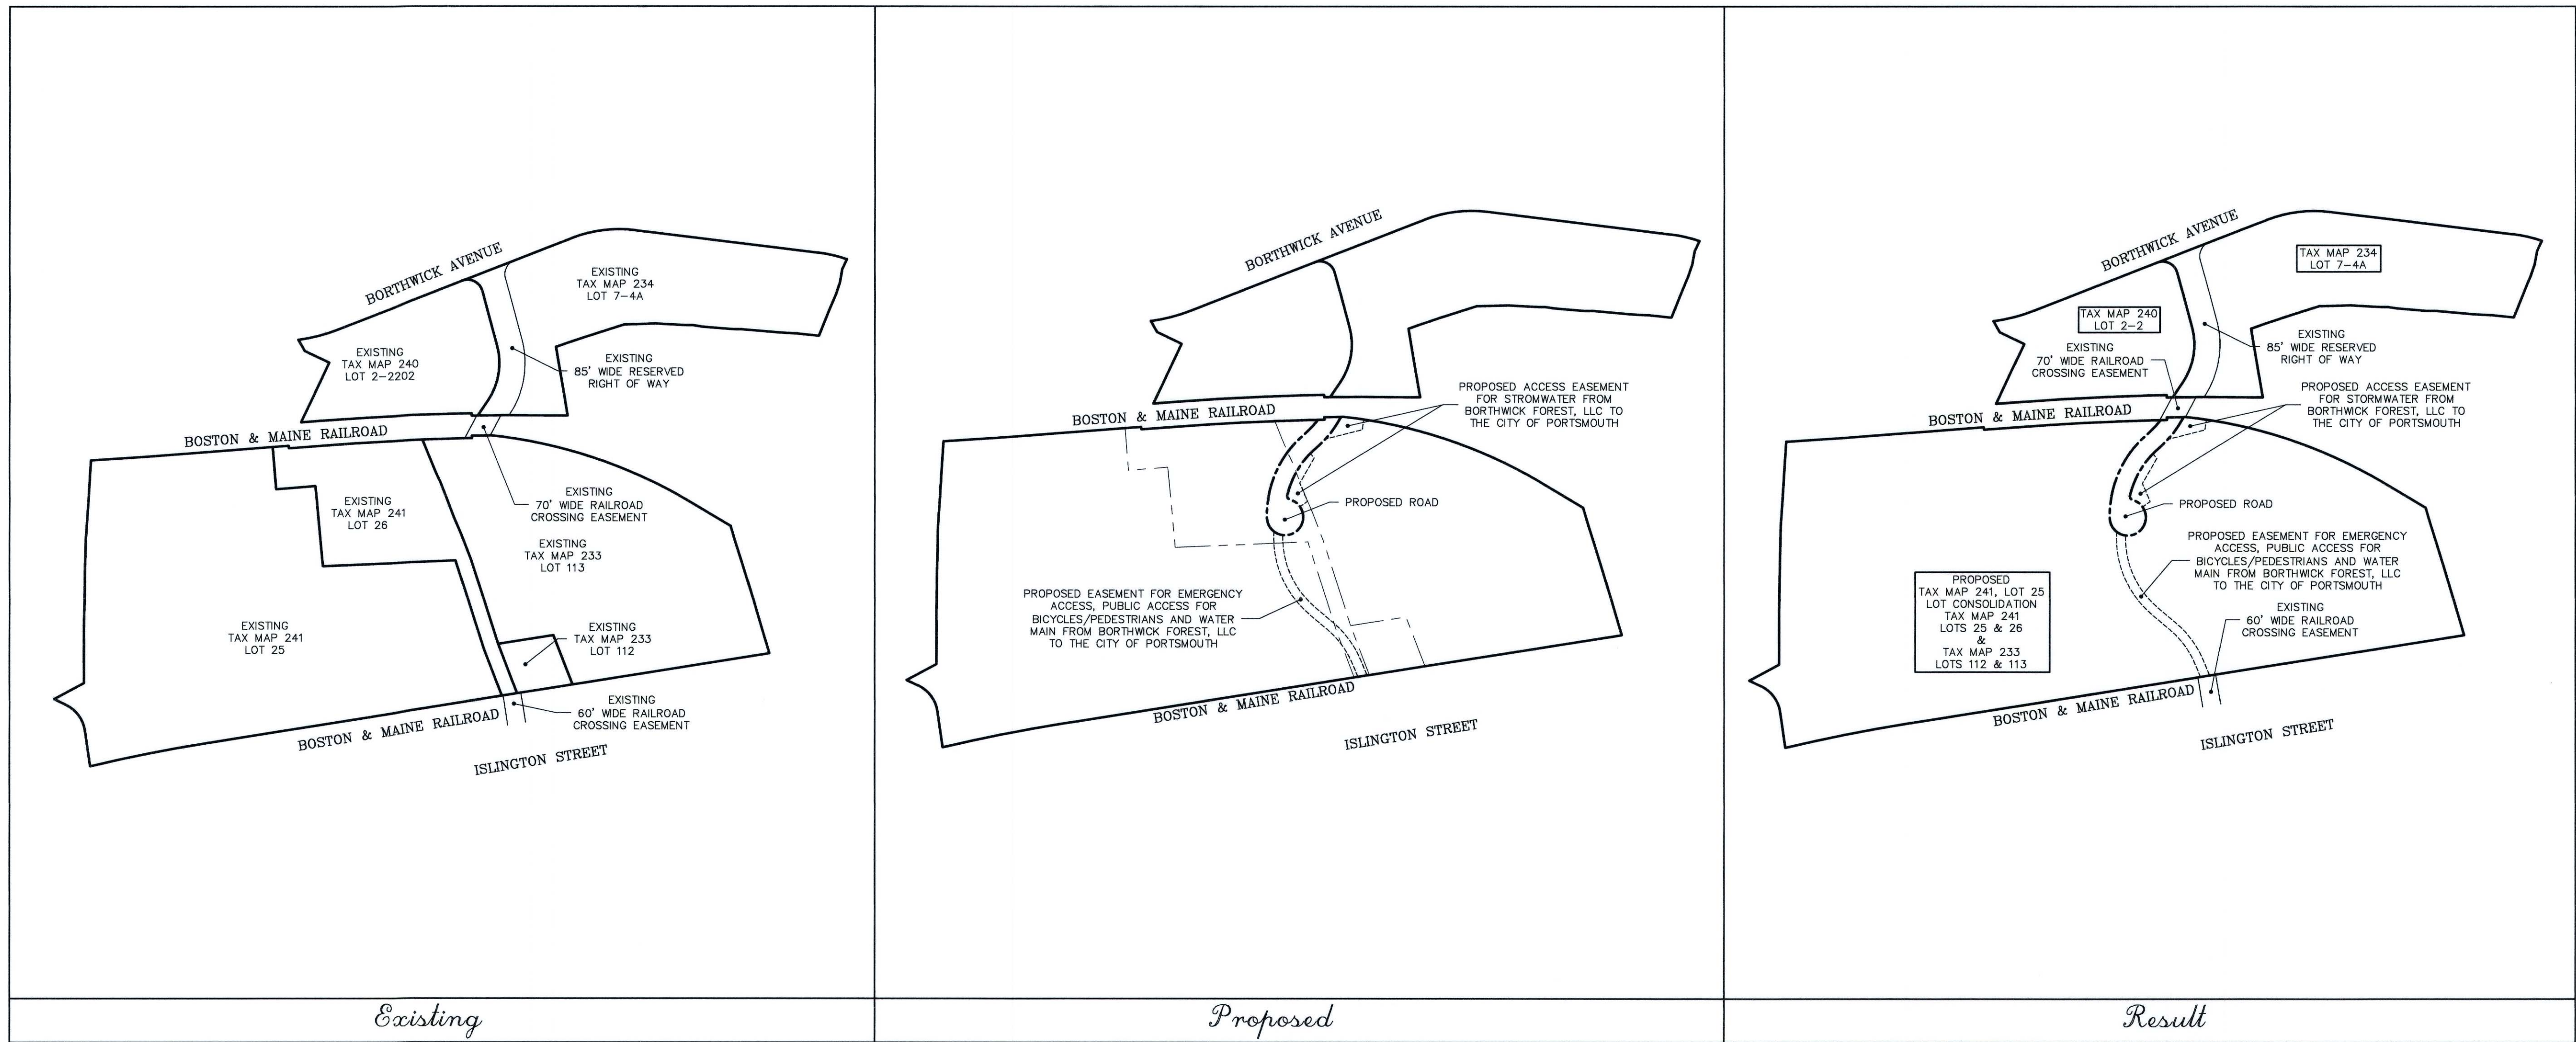 BORTHWICK AVENUE
EXISTING
TAX MAP 234
LOT 7-4A
EXISTING
TAX MAP 240
LOT 2-2202
EXISTING
85' WIDE RESERVED
RIGHT OF WAY
BOSTON & MAINE RAILROAD
EXISTING
70' WIDE RAILROAD
CROSSING EASEMENT
EXISTING
TAX MAP 241
LOT 26
EXISTING
TAX MAP 233
LOT 113
EXISTING
TAX MAP 241
LOT 25
EXISTING
TAX MAP 233
LOT 112
EXISTING
60' WIDE RAILROAD
CROSSING EASEMENT
BOSTON & MAINE RAILROAD
ISLINGTON STREET
Existing
BORTHWICK AVENUE
PROPOSED ACCESS EASEMENT
FOR STROMWATER FROM
BORTHWICK FOREST, LLC TO
THE CITY OF PORTSMOUTH
BOSTON & MAINE RAILROAD
PROPOSED ROAD
PROPOSED EASEMENT FOR EMERGENCY
ACCESS, PUBLIC ACCESS FOR
BICYCLES/PEDESTRIANS AND WATER
MAIN FROM BORTHWICK FOREST, LLC
TO THE CITY OF PORTSMOUTH
BOSTON & MAINE RAILROAD
ISLINGTON STREET
Proposed
BORTHWICK AVENUE
TAX MAP 234
LOT 7-4A
TAX MAP 240
LOT 2-2
EXISTING
85' WIDE RESERVED
RIGHT OF WAY
EXISTING
70' WIDE RAILROAD
CROSSING EASEMENT
PROPOSED ACCESS EASEMENT
FOR STORMWATER FROM
BORTHWICK FOREST, LLC TO
THE CITY OF PORTSMOUTH
BOSTON & MAINE RAILROAD
PROPOSED ROAD
PROPOSED EASEMENT FOR EMERGENCY
ACCESS, PUBLIC ACCESS FOR
BICYCLES/PEDESTRIANS AND WATER
MAIN FROM BORTHWICK FOREST, LLC
TO THE CITY OF PORTSMOUTH
PROPOSED
TAX MAP 241, LOT 25
LOT CONSOLIDATION
TAX MAP 241
LOTS 25 & 26
&
TAX MAP 233
LOTS 112 & 113
EXISTING
60' WIDE RAILROAD
CROSSING EASEMENT
BOSTON & MAINE RAILROAD
ISLINGTON STREET
Result